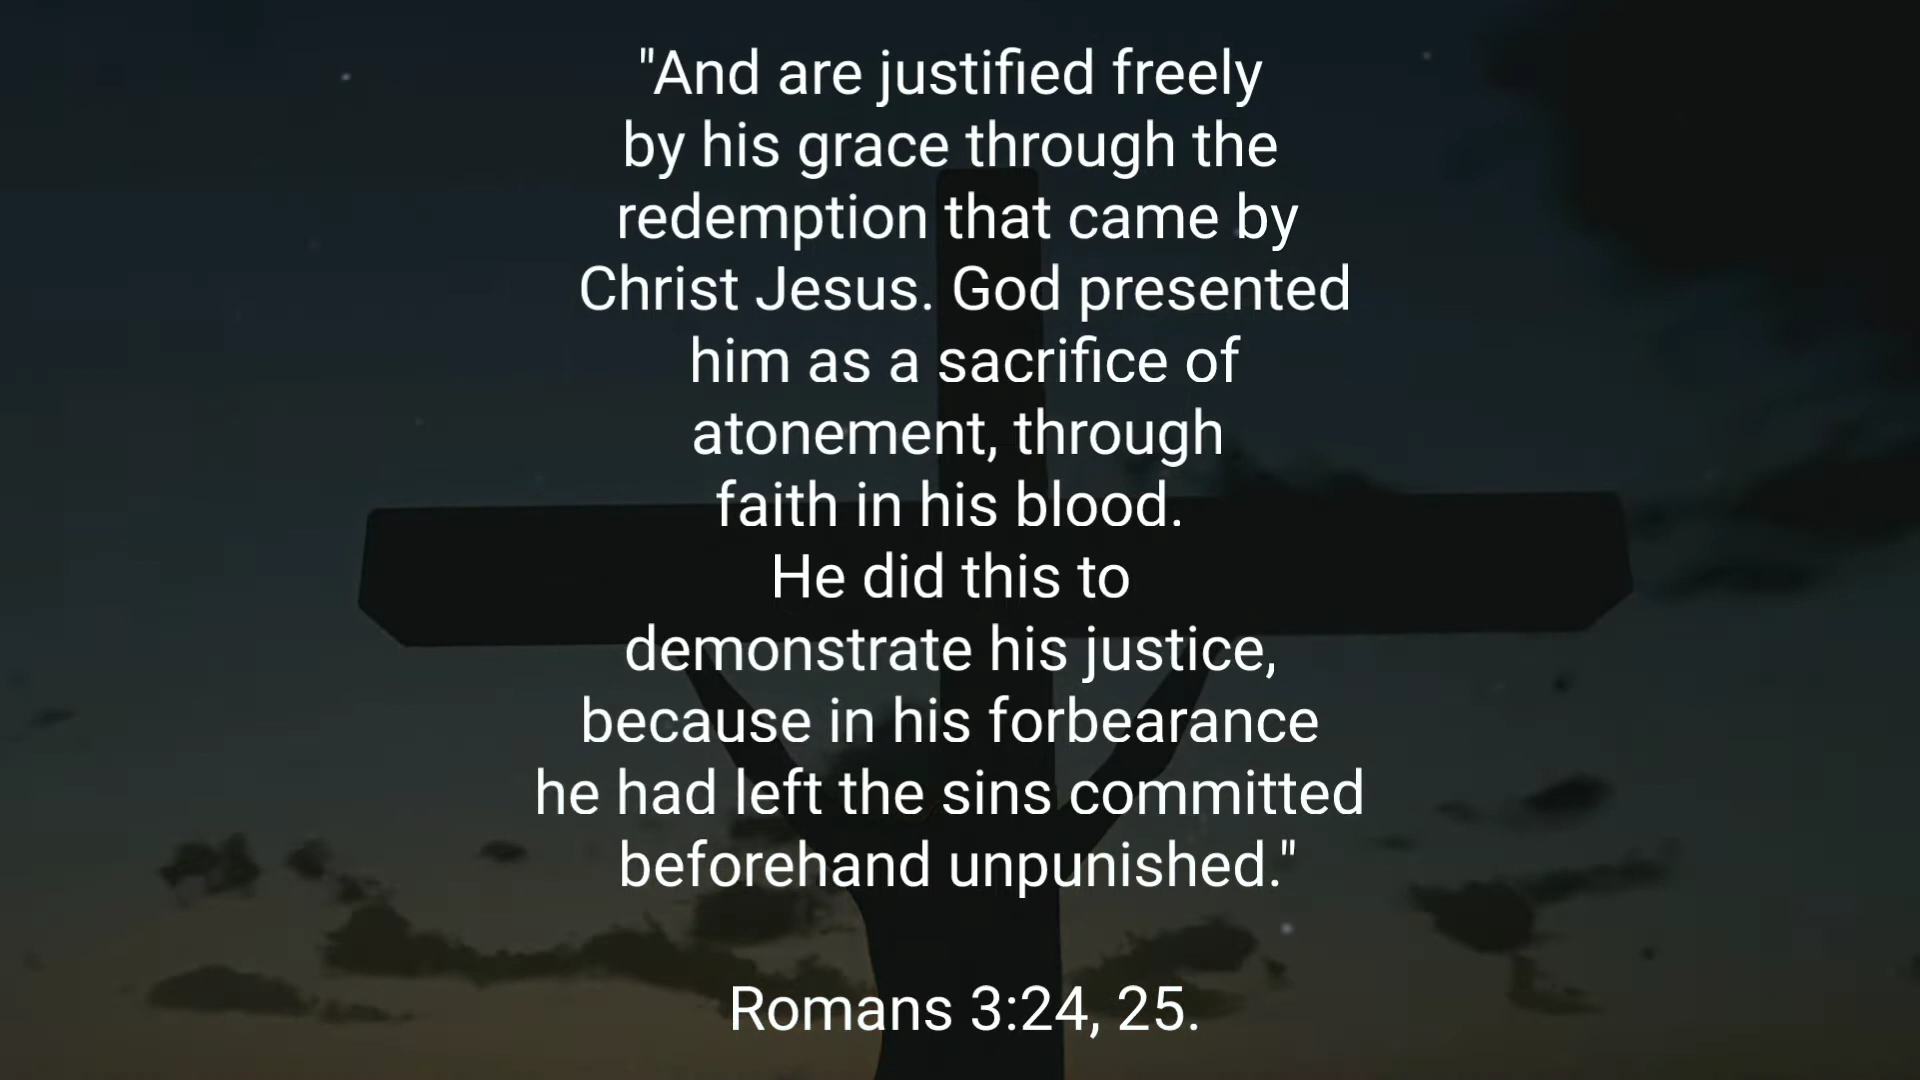 "And are justified freely
by his grace through the
redemption that came by
Christ Jesus. God presented
him as a sacrifice of
atonement, through
faith in his blood.
He did this to
demonstrate his justice,
because in his forbearance
he had left the sins committed
beforehand unpunished."
Romans 3:24, 25.